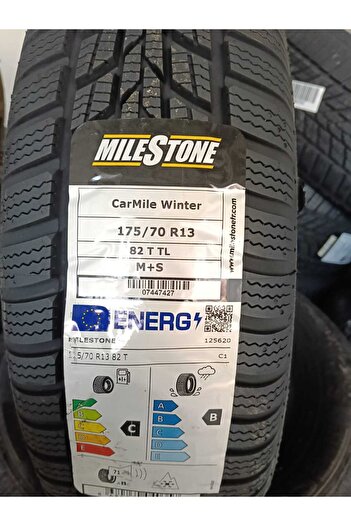 MILESTONE
CarMile Winter
175/70 R13
82 T TL
M+S
07447427
www.milestonetr.com
ENERG
MILESTONE 125620
175/70 R13 82 T C1
A
B
C
D
E
C
A
B
C
D
E
B
71